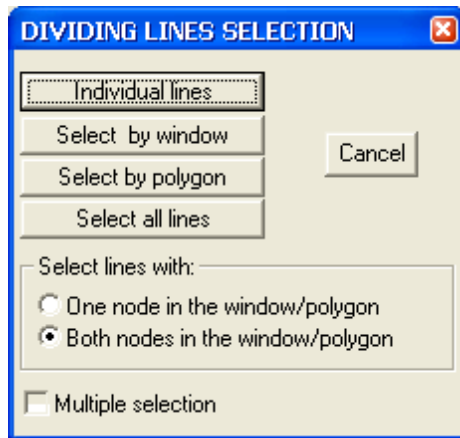 DIVIDING LINES SELECTION
Individual lines
Select by window
Cancel
Select by polygon
Select all lines
Select lines with:
One node in the window/polygon
Both nodes in the window/polygon
Multiple selection